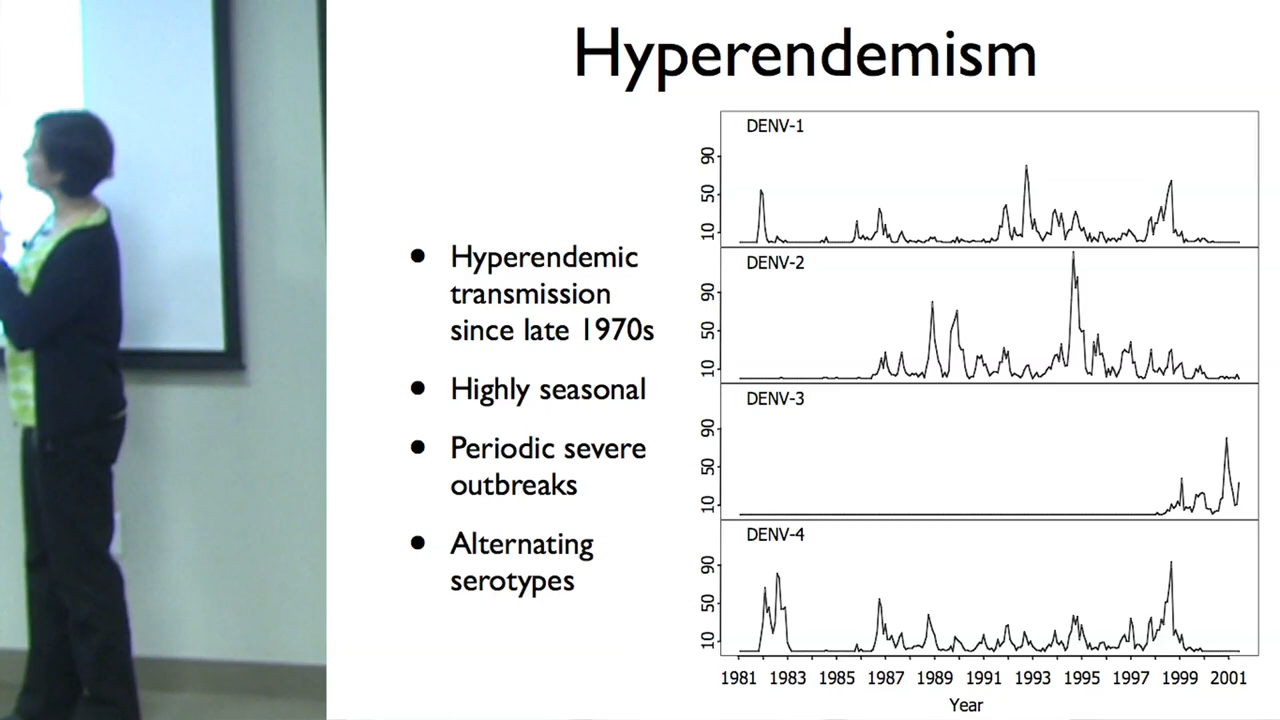 Hyperendemism
• Hyperendemic
transmission
since late 1970s
• Highly seasonal
• Periodic severe
outbreaks
• Alternating
serotypes
DENV-1
90
50
10
DENV-2
90
50
10
DENV-3
90
50
10
DENV-4
90
50
10
1981 1983 1985 1987 1989 1991 1993 1995 1997 1999 2001
Year